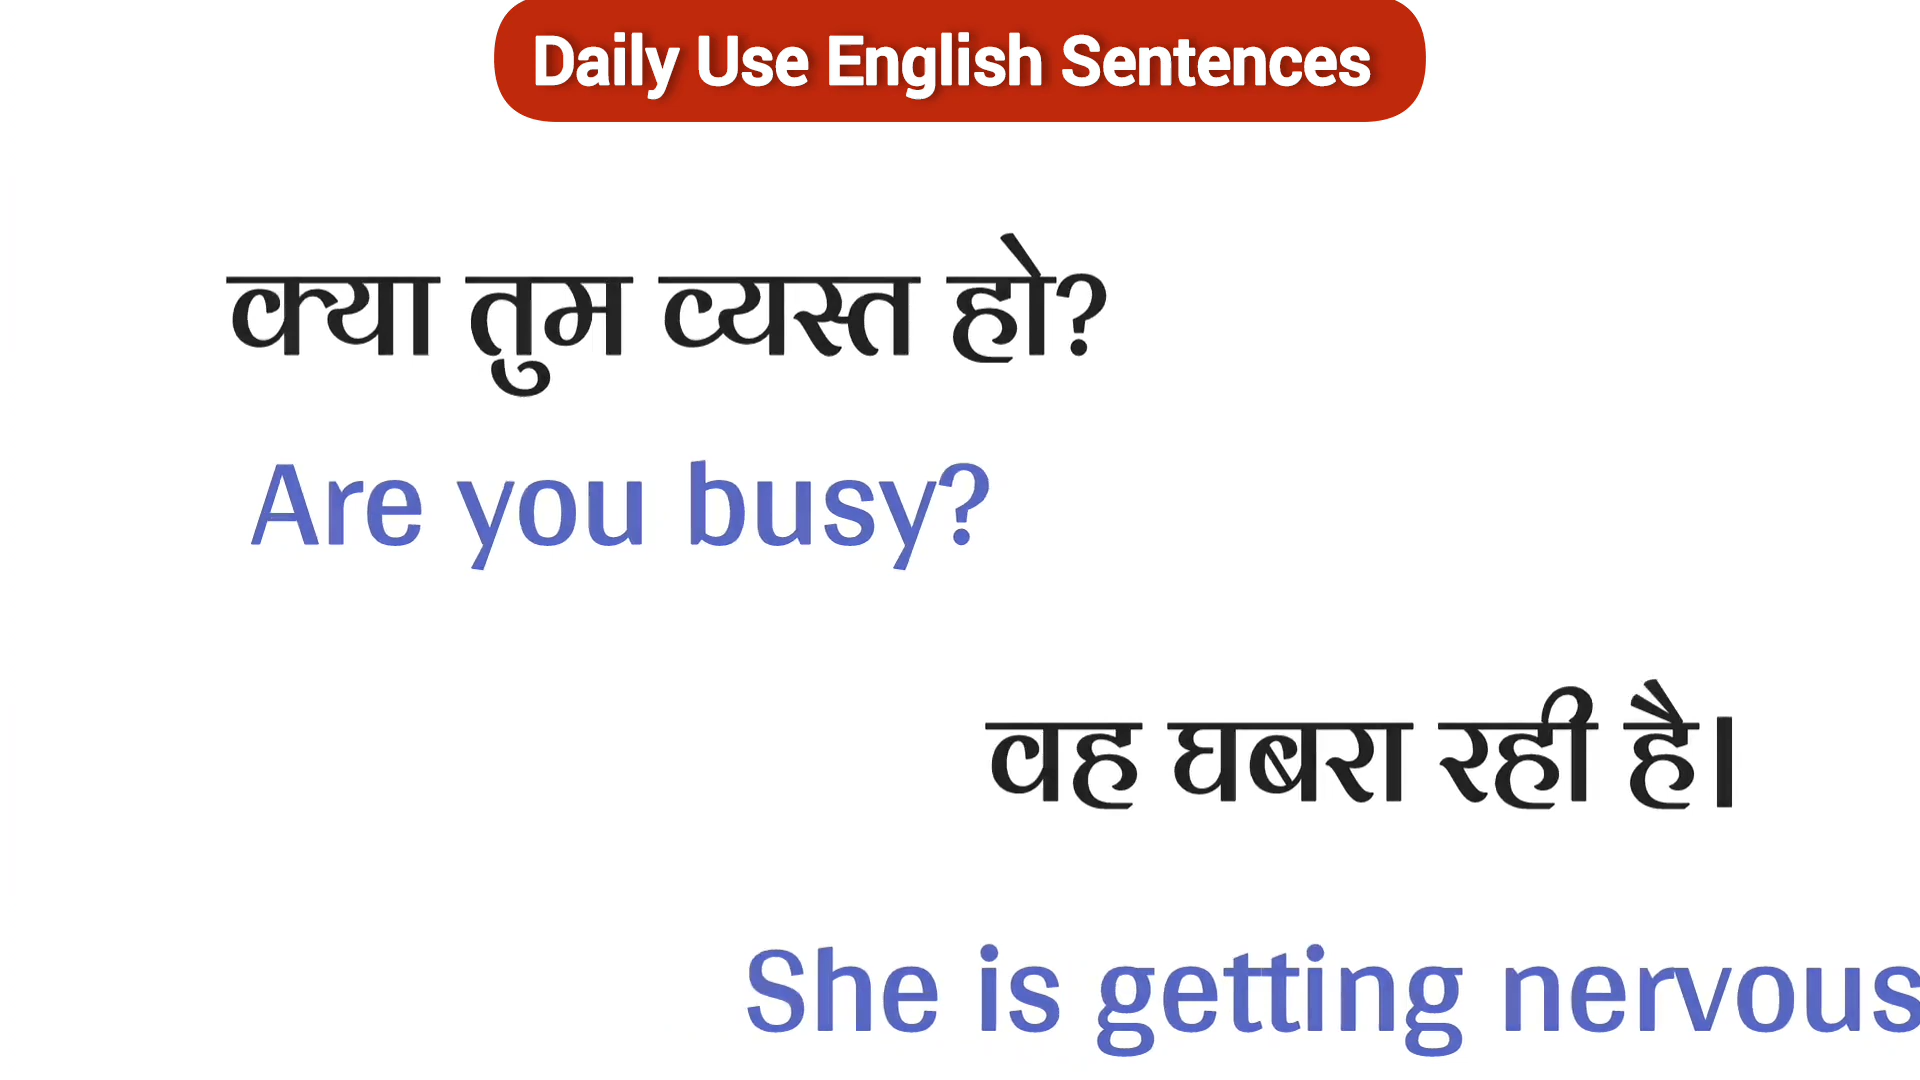 Daily Use English Sentences
क्या तुम व्यस्त हो?
Are you busy?
वह घबरा रही है।
She is getting nervous